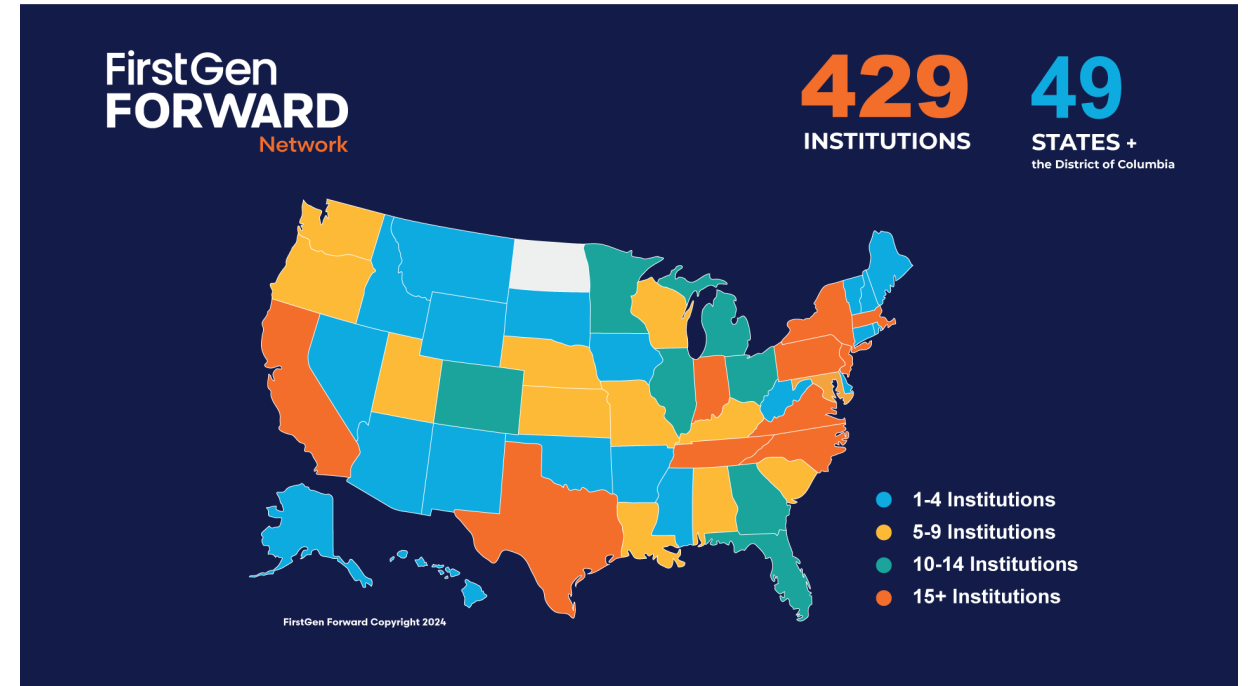 FirstGen
FORWARD
Network
429
INSTITUTIONS
49
STATES +
the District of Columbia
1-4 Institutions
5-9 Institutions
10-14 Institutions
15+ Institutions
FirstGen Forward Copyright 2024